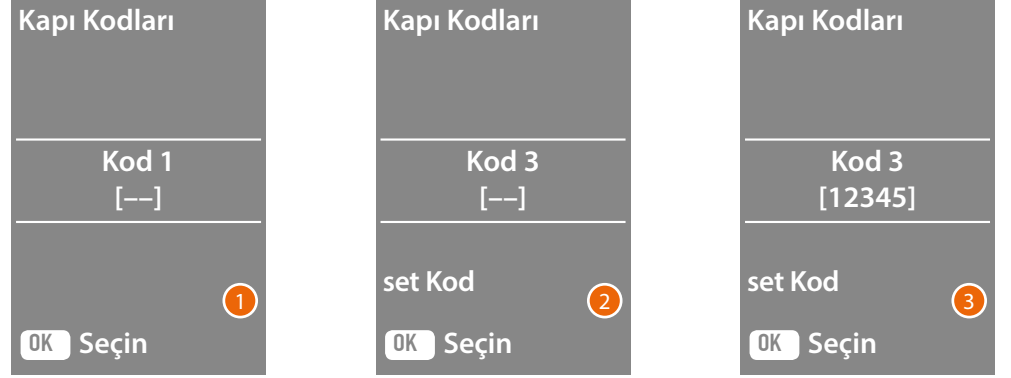 Kapı Kodları
Kod 1
[––]
1
OK Seçin
Kapı Kodları
Kod 3
[––]
set Kod
2
OK Seçin
Kapı Kodları
Kod 3
[12345]
set Kod
3
OK Seçin